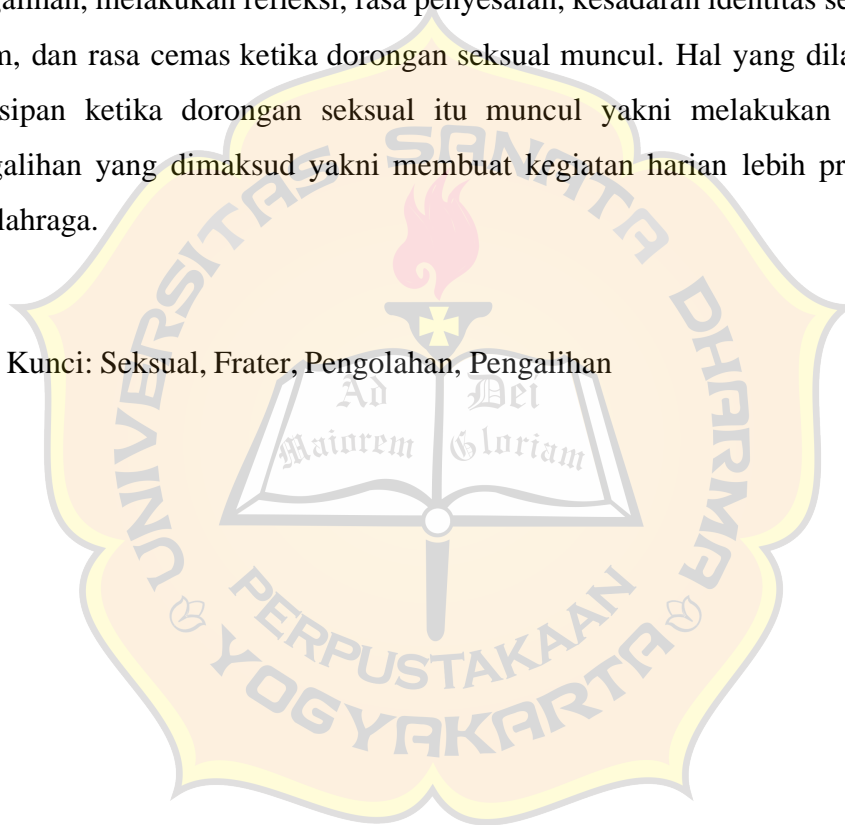 galihan, melakukan refleksi, rasa penyesalan, kesadaran identitas se
m, dan rasa cemas ketika dorongan seksual muncul. Hal yang dila
sipan ketika dorongan seksual itu muncul yakni melakukan
galihan yang dimaksud yakni membuat kegiatan harian lebih pr
lahraga.
Kunci: Seksual, Frater, Pengolahan, Pengalihan
UNIVERSITAS SANATA DHARMA
Ad Dei
Maiorem Gloriam
PERPUSTAKAAN
YOGYAKARTA